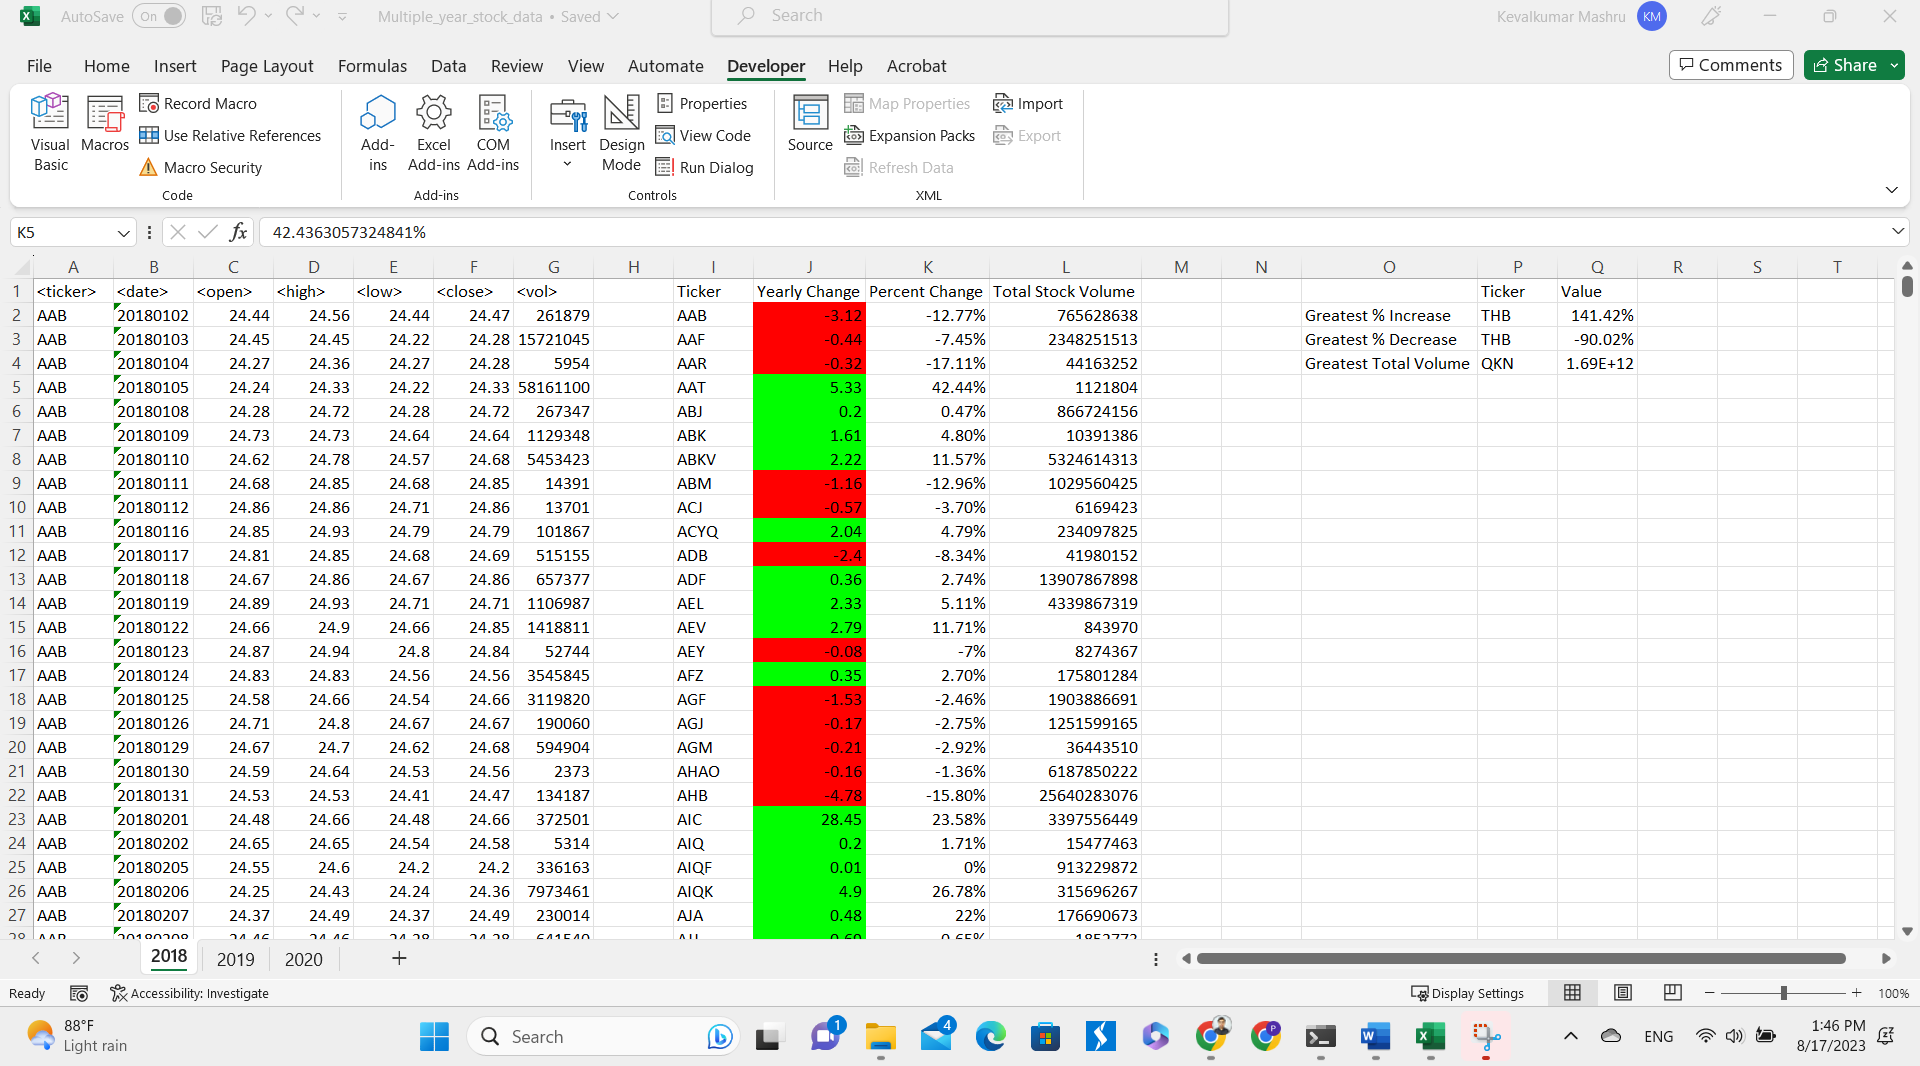 AutoSave On Multiple_year_stock_data • Saved Search Kevalkumar Mashru KM
File Home Insert Page Layout Formulas Data Review View Automate Developer Help Acrobat Comments Share
Visual Basic
Macros
Record Macro
Use Relative References
Macro Security
Code
Add-ins
Excel Add-ins
COM Add-ins
Add-ins
Insert
Design Mode
Properties
View Code
Run Dialog
Controls
Source
Map Properties
Expansion Packs
Refresh Data
Import
Export
XML
K5 fx 42.4363057324841%
A B C D E F G H I J K L M N O P Q R S T
1 <ticker> <date> <open> <high> <low> <close> <vol> Ticker Yearly Change Percent Change Total Stock Volume Ticker Value
2 AAB 20180102 24.44 24.56 24.44 24.47 261879 AAB -3.12 -12.77% 765628638 Greatest % Increase THB 141.42%
3 AAB 20180103 24.45 24.45 24.22 24.28 15721045 AAF -0.44 -7.45% 2348251513 Greatest % Decrease THB -90.02%
4 AAB 20180104 24.27 24.36 24.27 24.28 5954 AAR -0.32 -17.11% 44163252 Greatest Total Volume QKN 1.69E+12
5 AAB 20180105 24.24 24.33 24.22 24.33 58161100 AAT 5.33 42.44% 1121804
6 AAB 20180108 24.28 24.72 24.28 24.72 267347 ABJ 0.2 0.47% 866724156
7 AAB 20180109 24.73 24.73 24.64 24.64 1129348 ABK 1.61 4.80% 10391386
8 AAB 20180110 24.62 24.78 24.57 24.68 5453423 ABKV 2.22 11.57% 5324614313
9 AAB 20180111 24.68 24.85 24.68 24.85 14391 ABM -1.16 -12.96% 1029560425
10 AAB 20180112 24.86 24.86 24.71 24.86 13701 ACJ -0.57 -3.70% 6169423
11 AAB 20180116 24.85 24.93 24.79 24.79 101867 ACYQ 2.04 4.79% 234097825
12 AAB 20180117 24.81 24.85 24.68 24.69 515155 ADB -2.4 -8.34% 41980152
13 AAB 20180118 24.67 24.86 24.67 24.86 657377 ADF 0.36 2.74% 13907867898
14 AAB 20180119 24.89 24.93 24.71 24.71 1106987 AEL 2.33 5.11% 4339867319
15 AAB 20180122 24.66 24.9 24.66 24.85 1418811 AEV 2.79 11.71% 843970
16 AAB 20180123 24.87 24.94 24.8 24.84 52744 AEY -0.08 -7% 8274367
17 AAB 20180124 24.83 24.83 24.56 24.56 3545845 AFZ 0.35 2.70% 175801284
18 AAB 20180125 24.58 24.66 24.54 24.66 3119820 AGF -1.53 -2.46% 1903886691
19 AAB 20180126 24.71 24.8 24.67 24.67 190060 AGJ -0.17 -2.75% 1251599165
20 AAB 20180129 24.67 24.7 24.62 24.68 594904 AGM -0.21 -2.92% 36443510
21 AAB 20180130 24.59 24.64 24.53 24.56 2373 AHAO -0.16 -1.36% 6187850222
22 AAB 20180131 24.53 24.53 24.41 24.47 134187 AHB -4.78 -15.80% 25640283076
23 AAB 20180201 24.48 24.66 24.48 24.66 372501 AIC 28.45 23.58% 3397556449
24 AAB 20180202 24.65 24.65 24.54 24.58 5314 AIQ 0.2 1.71% 15477463
25 AAB 20180205 24.55 24.6 24.2 24.2 336163 AIQF 0.01 0% 913229872
26 AAB 20180206 24.25 24.43 24.24 24.36 7973461 AIQK 4.9 26.78% 315696267
27 AAB 20180207 24.37 24.49 24.37 24.49 230014 AJA 0.48 22% 176690673
2018 2019 2020
Ready Accessibility: Investigate Display Settings 100%
88°F
Light rain
Search
1
4
P
ENG
1:46 PM
8/17/2023